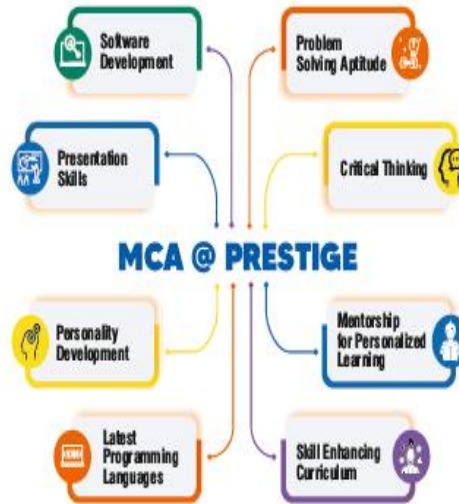 Software
Development
Problem
Solving Aptitude
Presentation
Skills
Critical Thinking
MCA @ PRESTIGE
Personality
Development
Mentorship
for Personalized
Learning
Latest
Programming
Languages
Skill Enhancing
Curriculum